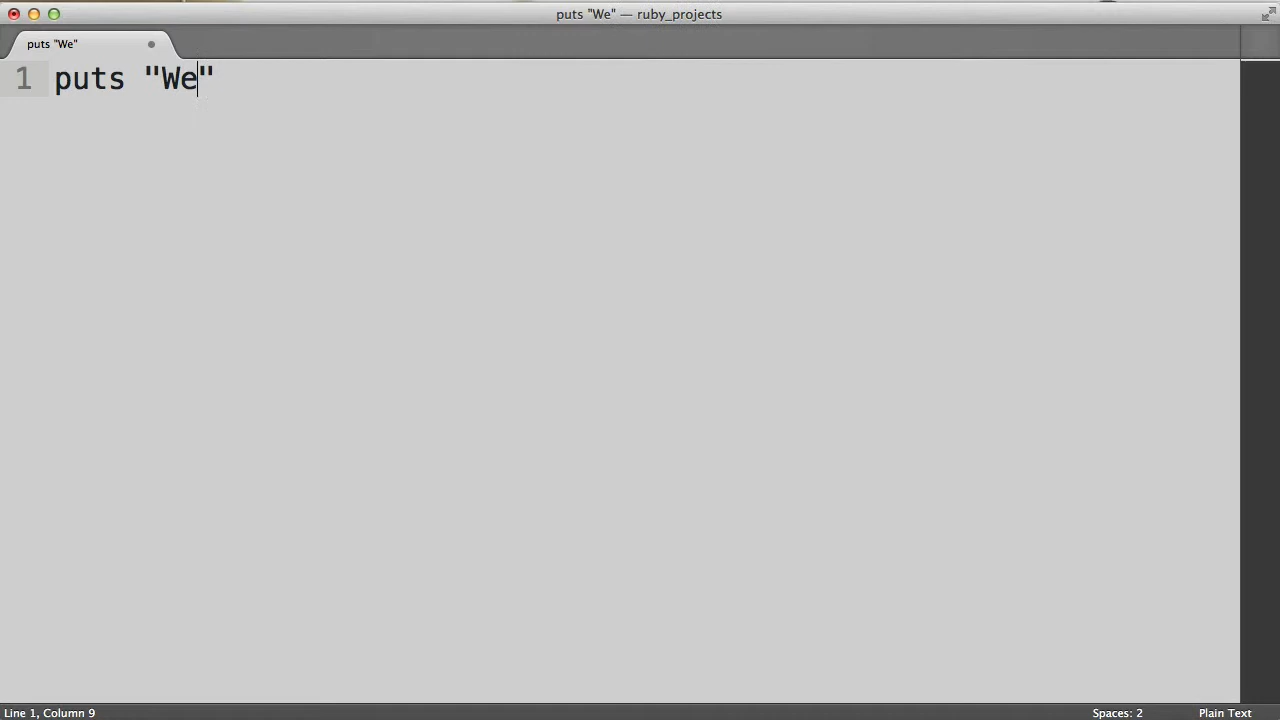 puts "We" — ruby_projects
puts "We"
1 puts "We"
Line 1, Column 9
Spaces: 2
Plain Text